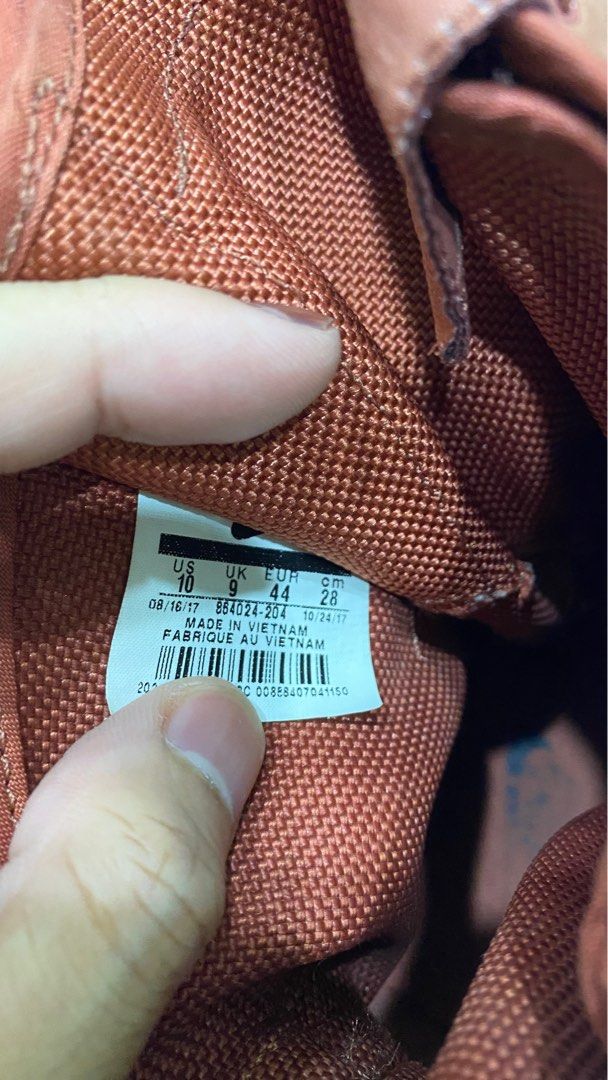 US UK EUR cm
10 9 44 28
08/16/17 864024-204 10/24/17
MADE IN VIETNAM
FABRIQUE AU VIETNAM
00888407041150